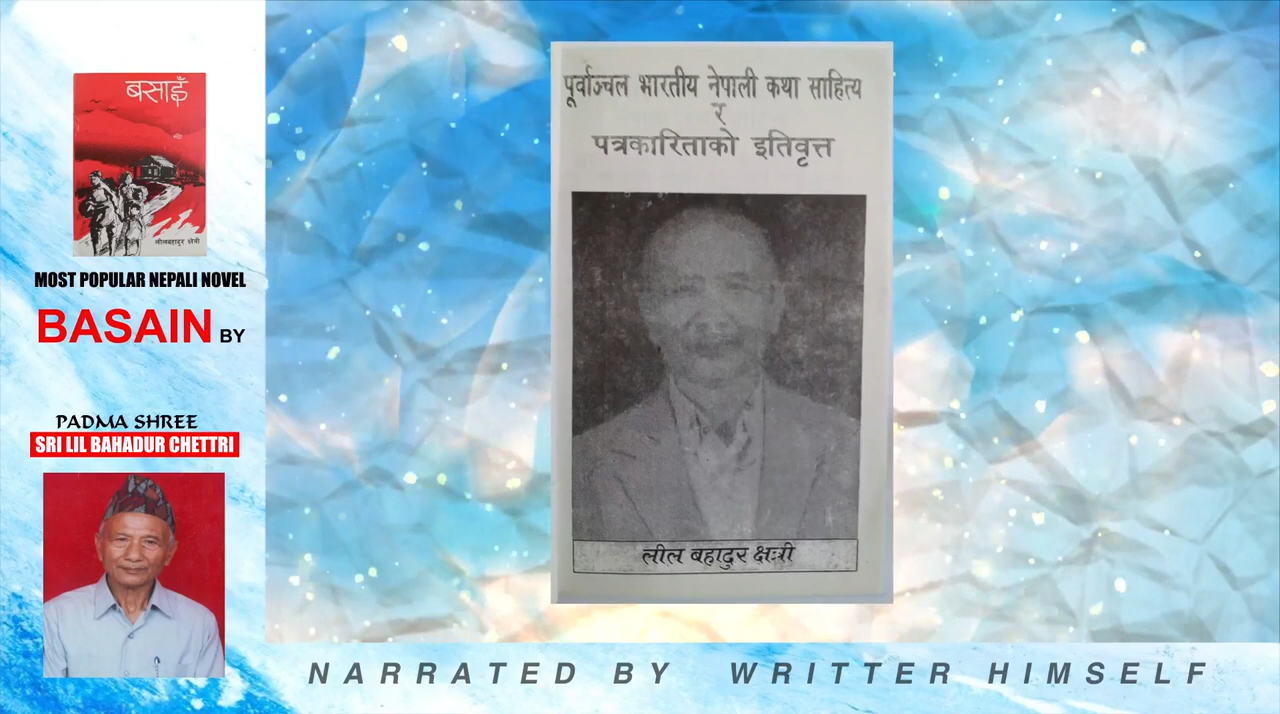 बसाइँ
लीलबहादुर क्षेत्री
MOST POPULAR NEPALI NOVEL
BASAIN BY
PADMA SHREE
SRI LIL BAHADUR CHETTRI
पूर्वाञ्चल भारतीय नेपाली कथा साहित्य
र
पत्रकारिताको इतिवृत्त
लील बहादुर क्षत्री
NARRATED BY WRITTER HIMSELF